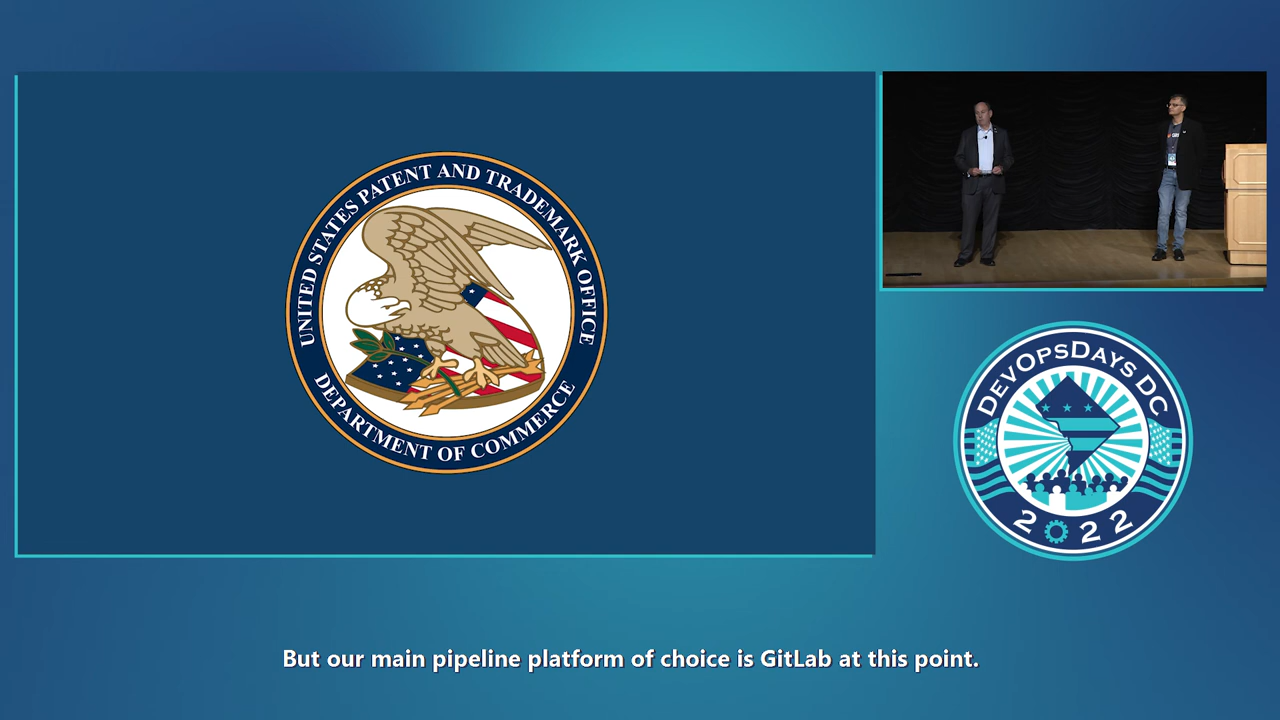 UNITED STATES PATENT AND TRADEMARK OFFICE
DEPARTMENT OF COMMERCE
DEVOPSDAYS DC
2022
But our main pipeline platform of choice is GitLab at this point.